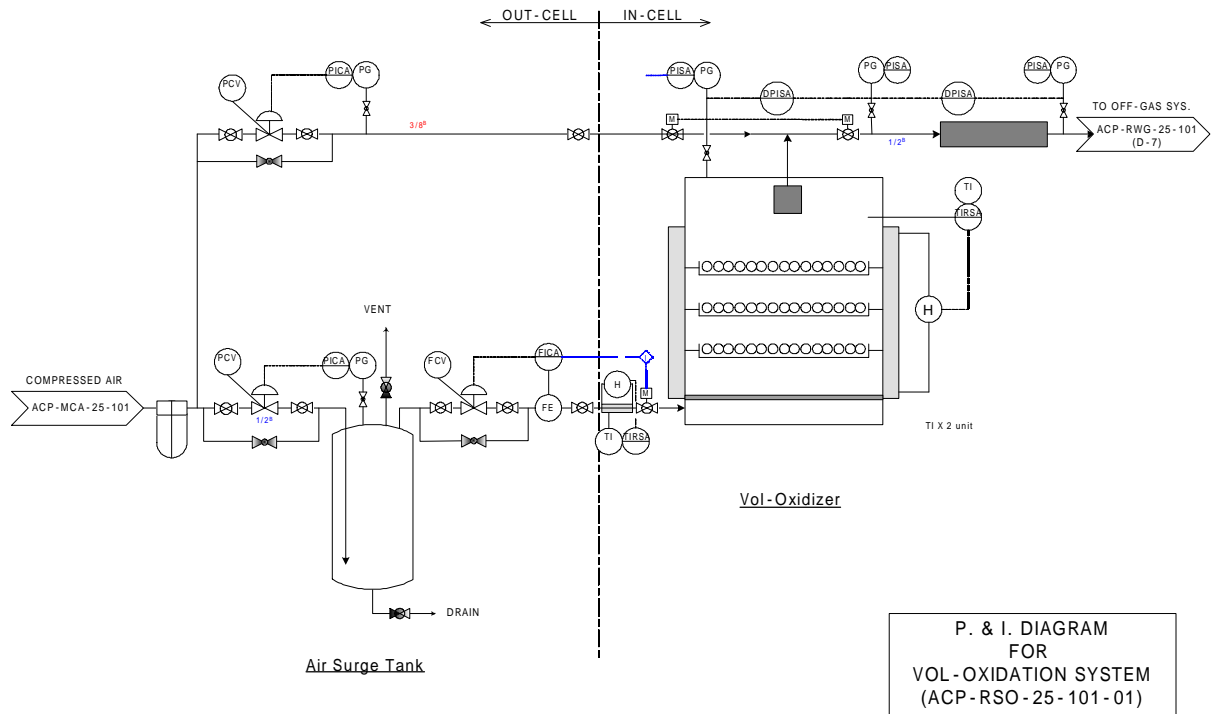 OUT-CELL
IN-CELL
PCV
PICA
PG
PISA
PG
DPISA
PG
PISA
DPISA
PISA
PG
TO OFF-GAS SYS.
ACP-RWG-25-101
(D-7)
M
M
3/8B
1/2B
TI
TIRSA
H
VENT
PCV
PICA
PG
FCV
FICA
I
COMPRESSED AIR
ACP-MCA-25-101
1/2B
FE
H
M
TI
TIRSA
TI X 2 unit
Vol-Oxidizer
DRAIN
Air Surge Tank
P. & I. DIAGRAM
FOR
VOL-OXIDATION SYSTEM
(ACP-RSO-25-101-01)